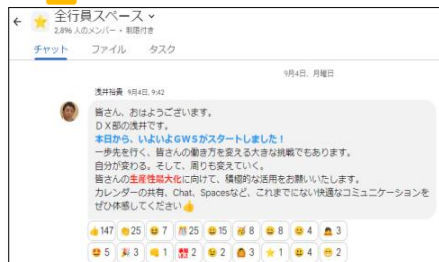 全行員スペース
2,896 人のメンバー • 制限付き
チャット ファイル タスク
9月4日、月曜日
浅井裕貴 9月4日, 9:42
皆さん、おはようございます。
DX部の浅井です。
本日から、いよいよGWSがスタートしました！
一歩先を行く、皆さんの働き方を変える大きな挑戦でもあります。
自分が変わる。そして、周りも変えていく。
皆さんの生産性最大化に向けて、積極的な活用をお願いいたします。
カレンダーの共有、Chat、Spacesなど、これまでにない快適なコミュニケーションを
ぜひ体感してください👍
147 25 7 25 15 8 8 4 3
5 3 1 2 2 3 1 4 2